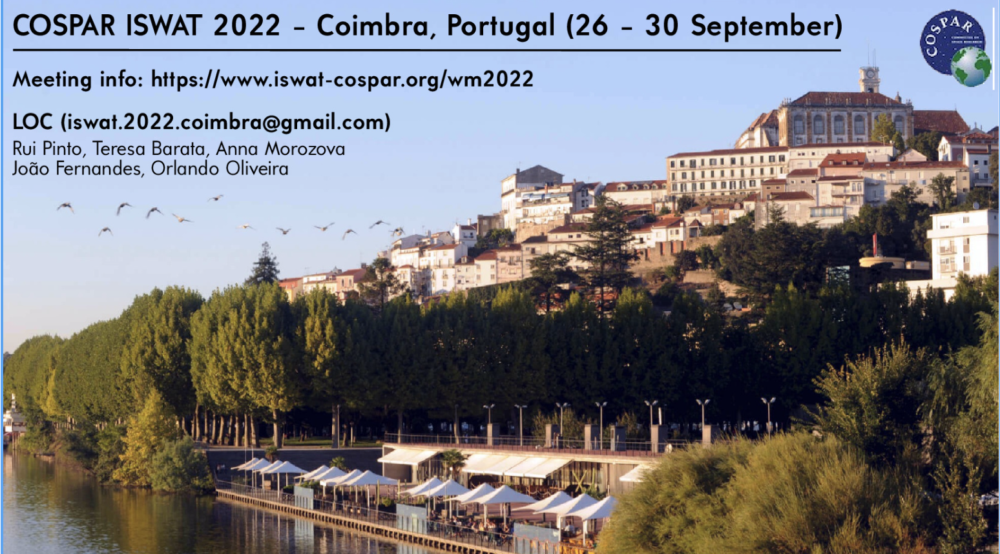 COSPAR ISWAT 2022 – Coimbra, Portugal (26 – 30 September)
Meeting info: https://www.iswat-cospar.org/wm2022
LOC (iswat.2022.coimbra@gmail.com)
Rui Pinto, Teresa Barata, Anna Morozova
João Fernandes, Orlando Oliveira
COSPAR